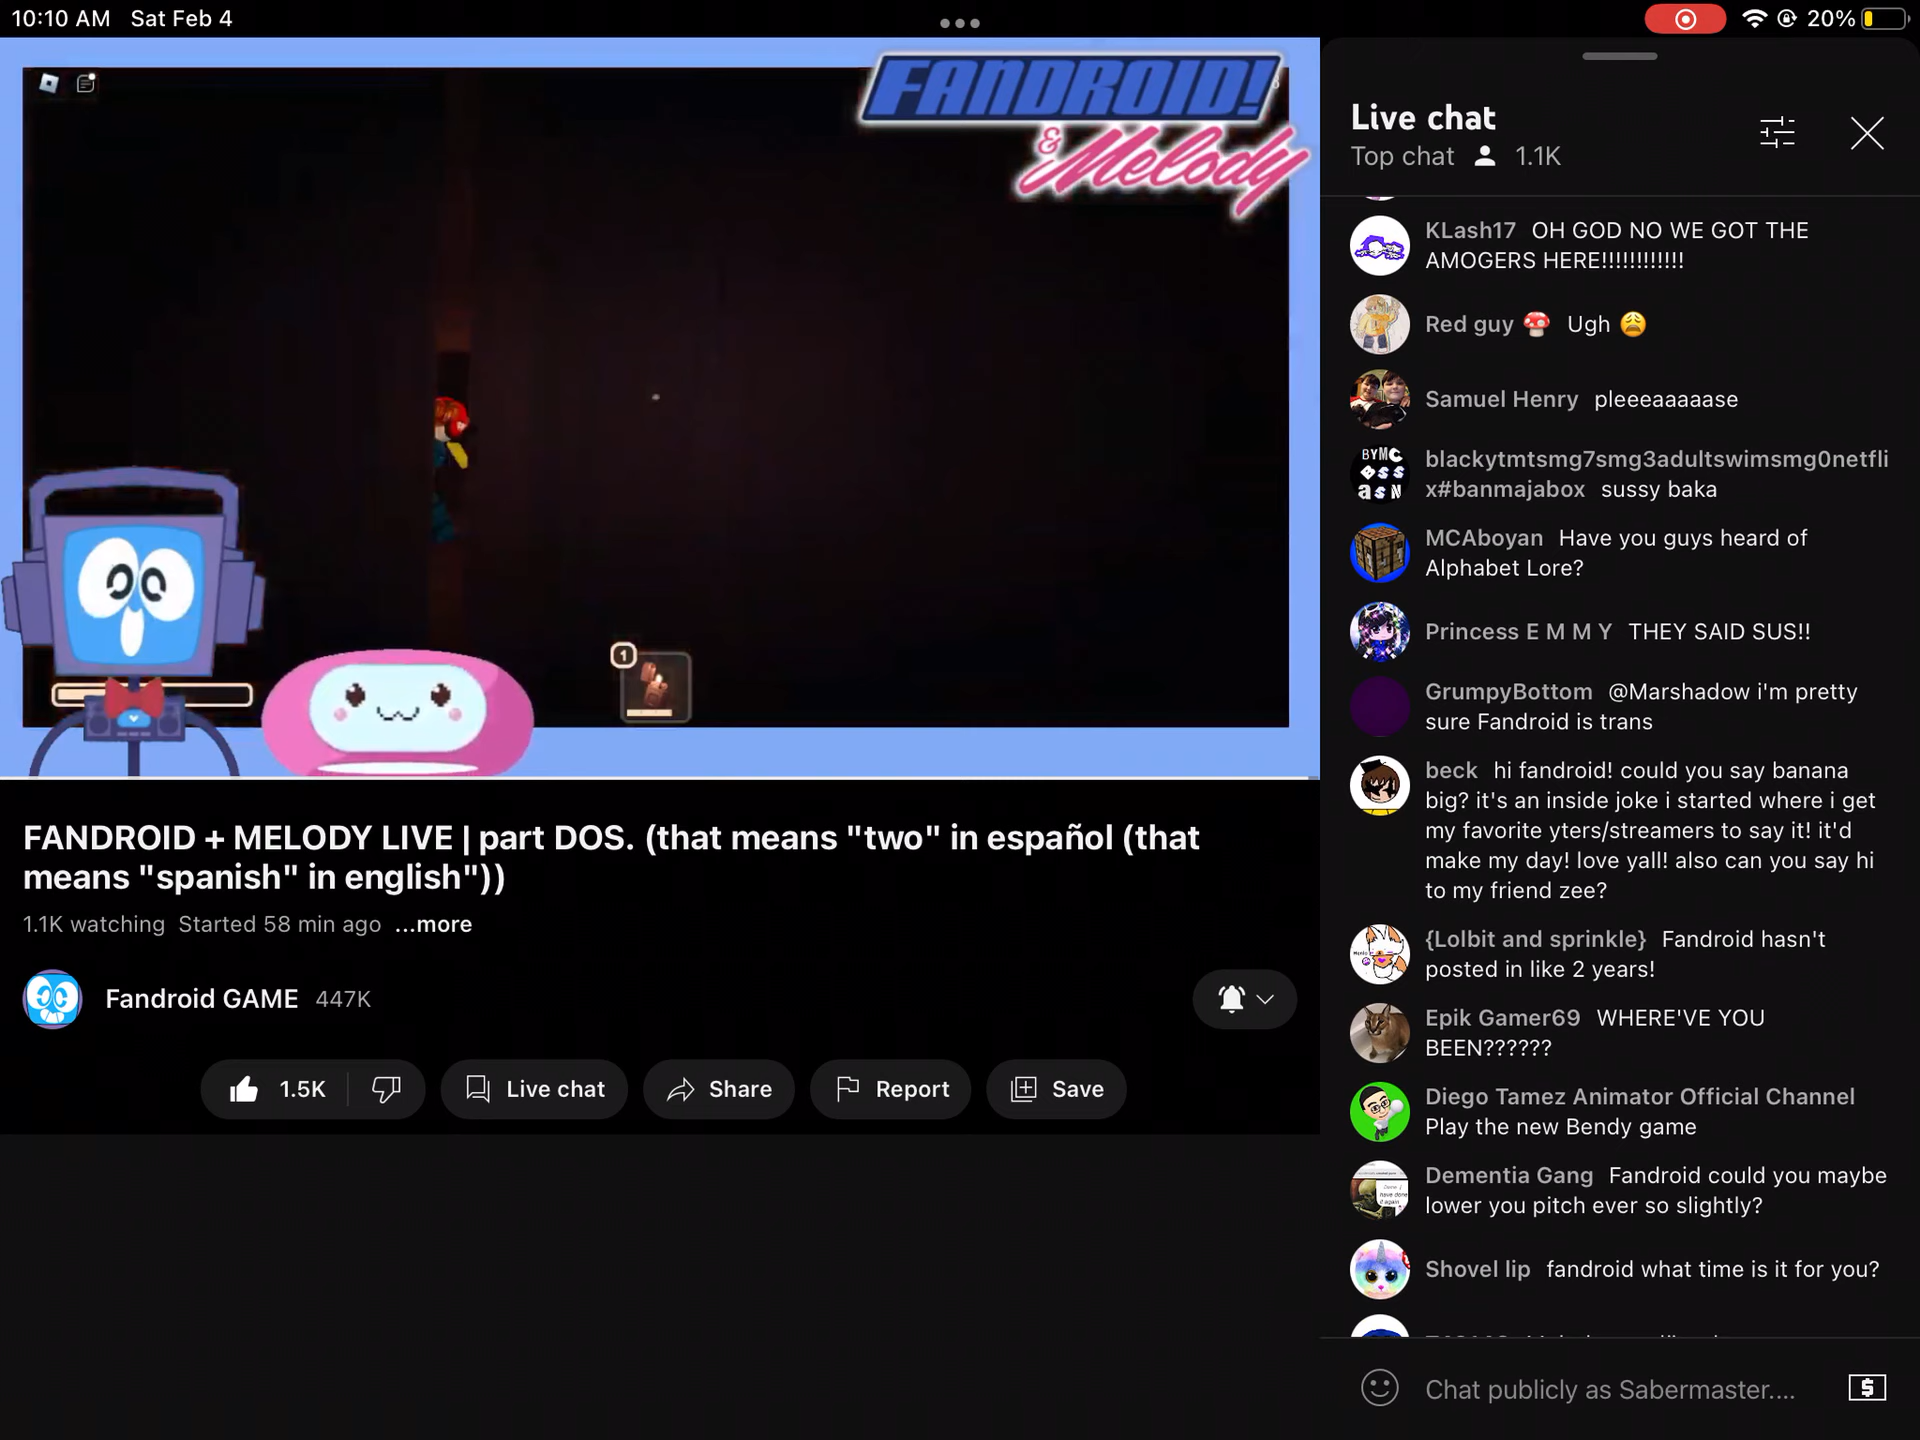 10:10 AM Sat Feb 4
20%
FANDROID!
& Melody
1
FANDROID + MELODY LIVE | part DOS. (that means "two" in español (that
means "spanish" in english"))
1.1K watching Started 58 min ago ...more
Fandroid GAME 447K
1.5K
Live chat
Share
Report
Save
Live chat
Top chat 1.1K
KLash17 OH GOD NO WE GOT THE
AMOGERS HERE!!!!!!!!!!!!
Red guy 🍄 Ugh 😩
Samuel Henry pleeeaaaaase
BYMC
blackytmtsmg7smg3adultswimsmg0netfli
x#banmajabox sussy baka
MCAboyan Have you guys heard of
Alphabet Lore?
Princess E M M Y THEY SAID SUS!!
GrumpyBottom @Marshadow i'm pretty
sure Fandroid is trans
beck hi fandroid! could you say banana
big? it's an inside joke i started where i get
my favorite yters/streamers to say it! it'd
make my day! love yall! also can you say hi
to my friend zee?
{Lolbit and sprinkle} Fandroid hasn't
posted in like 2 years!
Epik Gamer69 WHERE'VE YOU
BEEN??????
Diego Tamez Animator Official Channel
Play the new Bendy game
Dementia Gang Fandroid could you maybe
lower you pitch ever so slightly?
Shovel lip fandroid what time is it for you?
Chat publicly as Sabermaster....